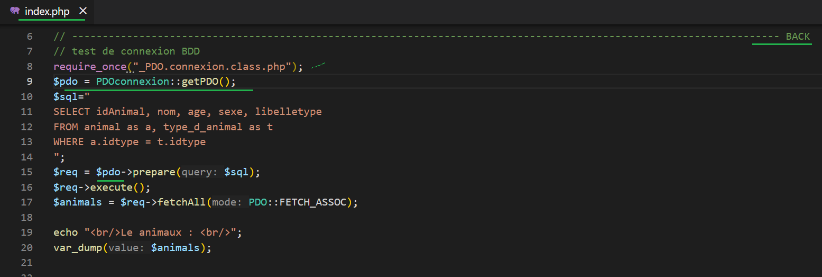 index.php
6 // ------------------------------------------------------------------------------------------------------------------- BACK
7 // test de connexion BDD
8 require_once("_PDO.connexion.class.php");
9 $pdo = PDOconnexion::getPDO();
10 $sql="
11 SELECT idAnimal, nom, age, sexe, libelletype
12 FROM animal as a, type_d_animal as t
13 WHERE a.idtype = t.idtype
14 ";
15 $req = $pdo->prepare(query: $sql);
16 $req->execute();
17 $animals = $req->fetchAll(mode: PDO::FETCH_ASSOC);
18
19 echo "<br/>Le animaux : <br/>";
20 var_dump(value: $animals);
21